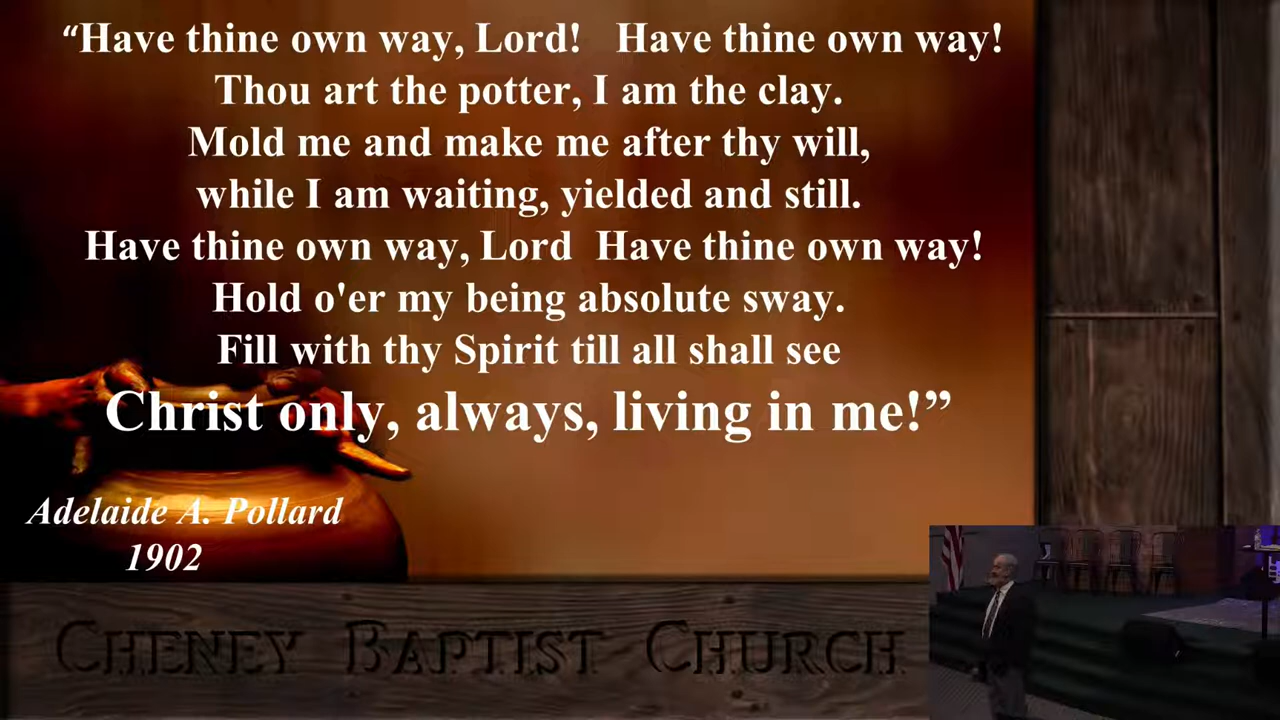 “Have thine own way, Lord!   Have thine own way!
Thou art the potter, I am the clay.
Mold me and make me after thy will,
while I am waiting, yielded and still.
Have thine own way, Lord  Have thine own way!
Hold o'er my being absolute sway.
Fill with thy Spirit till all shall see
Christ only, always, living in me!”
Adelaide A. Pollard
1902
Cheney Baptist Church